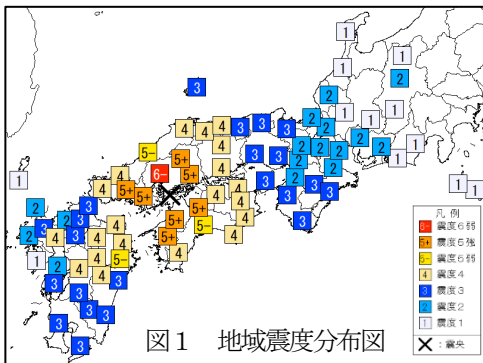 凡 例
6- 震度6弱
5+ 震度5強
5- 震度5弱
4 震度4
3 震度3
2 震度2
1 震度1
:震央
図1 地域震度分布図